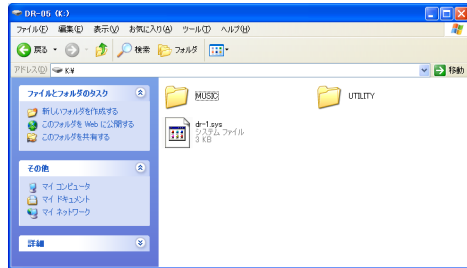 DR-05 (K:)
ファイル(F) 編集(E) 表示(V) お気に入り(A) ツール(T) ヘルプ(H)
戻る 検索 フォルダ
アドレス(D) K:¥ 移動
ファイルとフォルダのタスク
新しいフォルダを作成する
このフォルダを Web に公開する
このフォルダを共有する
その他
マイ コンピュータ
マイ ドキュメント
マイ ネットワーク
詳細
MUSIC UTILITY
dr-1.sys
システム ファイル
3 KB